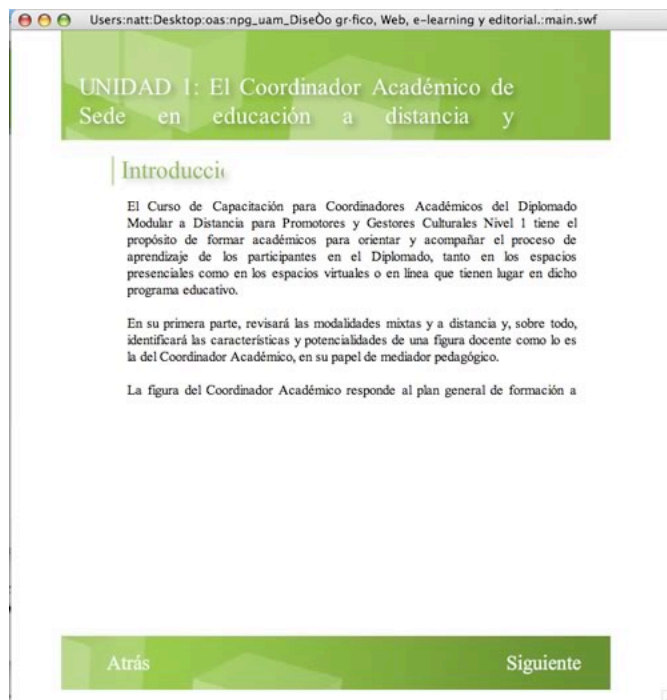 Users:natt:Desktop:oas:npg_uam_DiseÒo gr-fico, Web, e-learning y editorial.:main.swf
UNIDAD 1: El Coordinador Académico de
Sede en educación a distancia y
Introducci
El Curso de Capacitación para Coordinadores Académicos del Diplomado
Modular a Distancia para Promotores y Gestores Culturales Nivel 1 tiene el
propósito de formar académicos para orientar y acompañar el proceso de
aprendizaje de los participantes en el Diplomado, tanto en los espacios
presenciales como en los espacios virtuales o en línea que tienen lugar en dicho
programa educativo.
En su primera parte, revisará las modalidades mixtas y a distancia y, sobre todo,
identificará las características y potencialidades de una figura docente como lo es
la del Coordinador Académico, en su papel de mediador pedagógico.
La figura del Coordinador Académico responde al plan general de formación a
Atrás
Siguiente